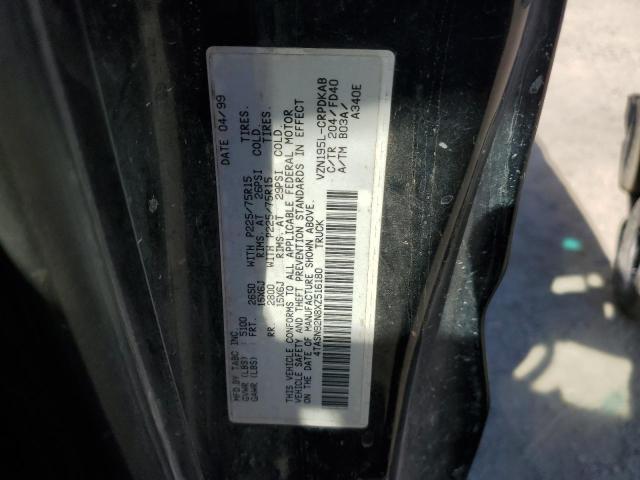 MFD BY TABC INC. DATE 04/99
GVWR (LBS) 5100
GAWR (LBS) FRT. 2650 WITH P225/75R15 TIRES.
15X6J RIMS. AT 26PSI COLD.
RR 2800 WITH P225/75R15 TIRES.
15X6J RIMS. AT 29PSI COLD.
THIS VEHICLE CONFORMS TO ALL APPLICABLE FEDERAL MOTOR
VEHICLE SAFETY AND THEFT PREVENTION STANDARDS IN EFFECT
ON THE DATE OF MANUFACTURE SHOWN ABOVE.
4TASN92N8XZ516180 TRUCK
VZN195L-CRPDKAB
C/TR 204/FD40
A/TM B03A/
A340E